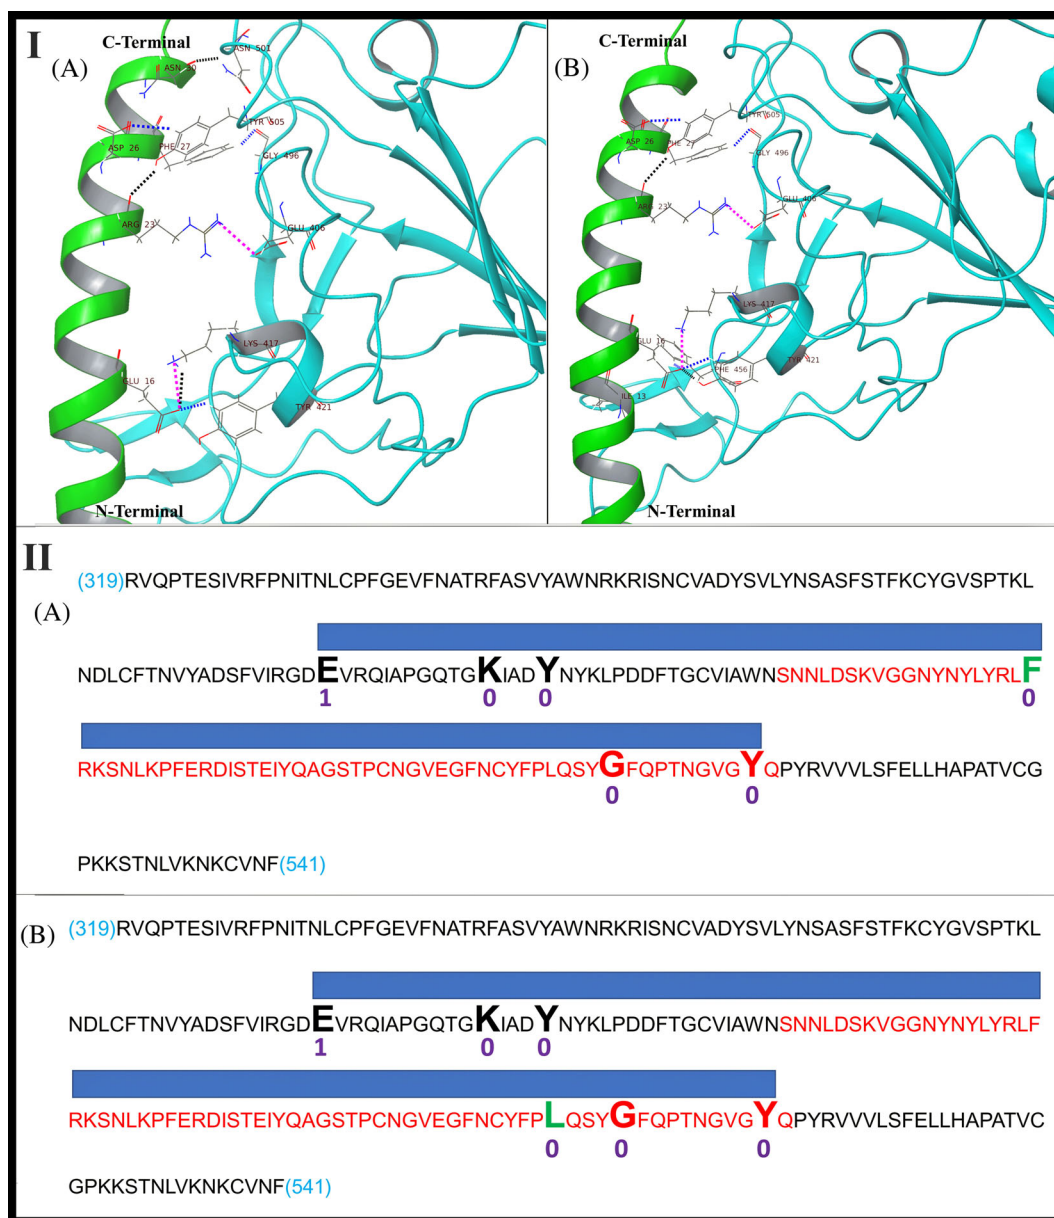 I
(A)
C-Terminal
ASN 501
ASN 30
TYR 505
ASP 26
PHE 27
GLY 496
ARG 23
GLU 406
LYS 417
GLU 16
TYR 421
N-Terminal
(B)
C-Terminal
TYR 505
ASP 26
PHE 27
GLY 496
ARG 23
GLU 406
LYS 417
GLU 16
TYR 421
PHE 456
ILE 13
N-Terminal
II
(A)
(319)RVQPTESIVRFPNITNLCPFGEVFNATRFASVYAWNRKRISNCVADYSVLYNSASFSTFKCYGVSPTKL
NDLCFTNVYADSFVIRGDEVRQIAPGQTGKIADYNYKLPDDFTGCVIAWNSNNLDSKVGGNYNYLYRLF
1 0 0 0
RKSNLKPFERDISTEIYQAGSTPCNGVEGFNCYFPLQSYGFQPTNGVGYQPYRVVVLSFELLHAPATVCG
0 0
PKKSTNLVKNKCVNF(541)
(B)
(319)RVQPTESIVRFPNITNLCPFGEVFNATRFASVYAWNRKRISNCVADYSVLYNSASFSTFKCYGVSPTKL
NDLCFTNVYADSFVIRGDEVRQIAPGQTGKIADYNYKLPDDFTGCVIAWNSNNLDSKVGGNYNYLYRLF
1 0 0
RKSNLKPFERDISTEIYQAGSTPCNGVEGFNCYFPLQSYGFQPTNGVGYQPYRVVVLSFELLHAPATVC
0 0 0
GPKKSTNLVKNKCVNF(541)